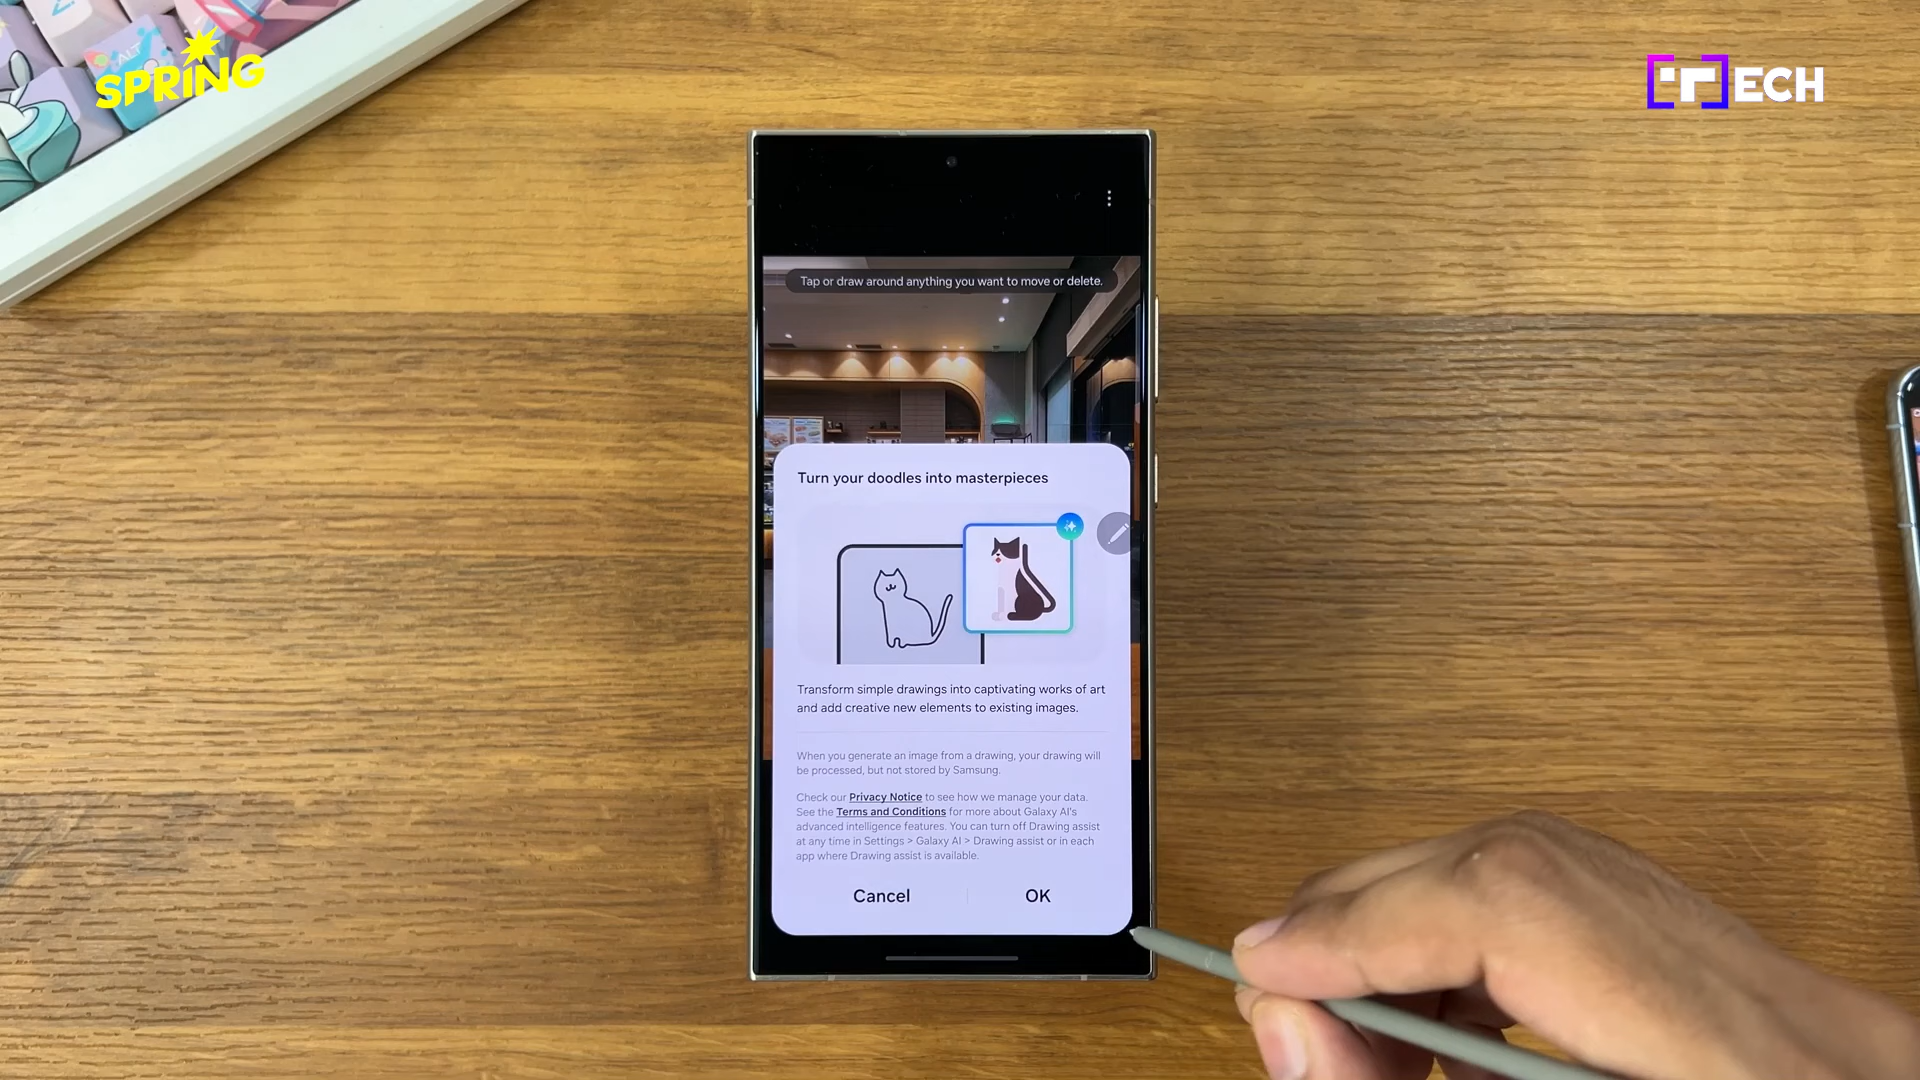 SPRING
TECH
ALT
Tap or draw around anything you want to move or delete.
Turn your doodles into masterpieces
Transform simple drawings into captivating works of art
and add creative new elements to existing images.
When you generate an image from a drawing, your drawing will
be processed, but not stored by Samsung.
Check our Privacy Notice to see how we manage your data.
See the Terms and Conditions for more about Galaxy AI's
advanced intelligence features. You can turn off Drawing assist
at any time in Settings > Galaxy AI > Drawing assist or in each
app where Drawing assist is available.
Cancel
OK